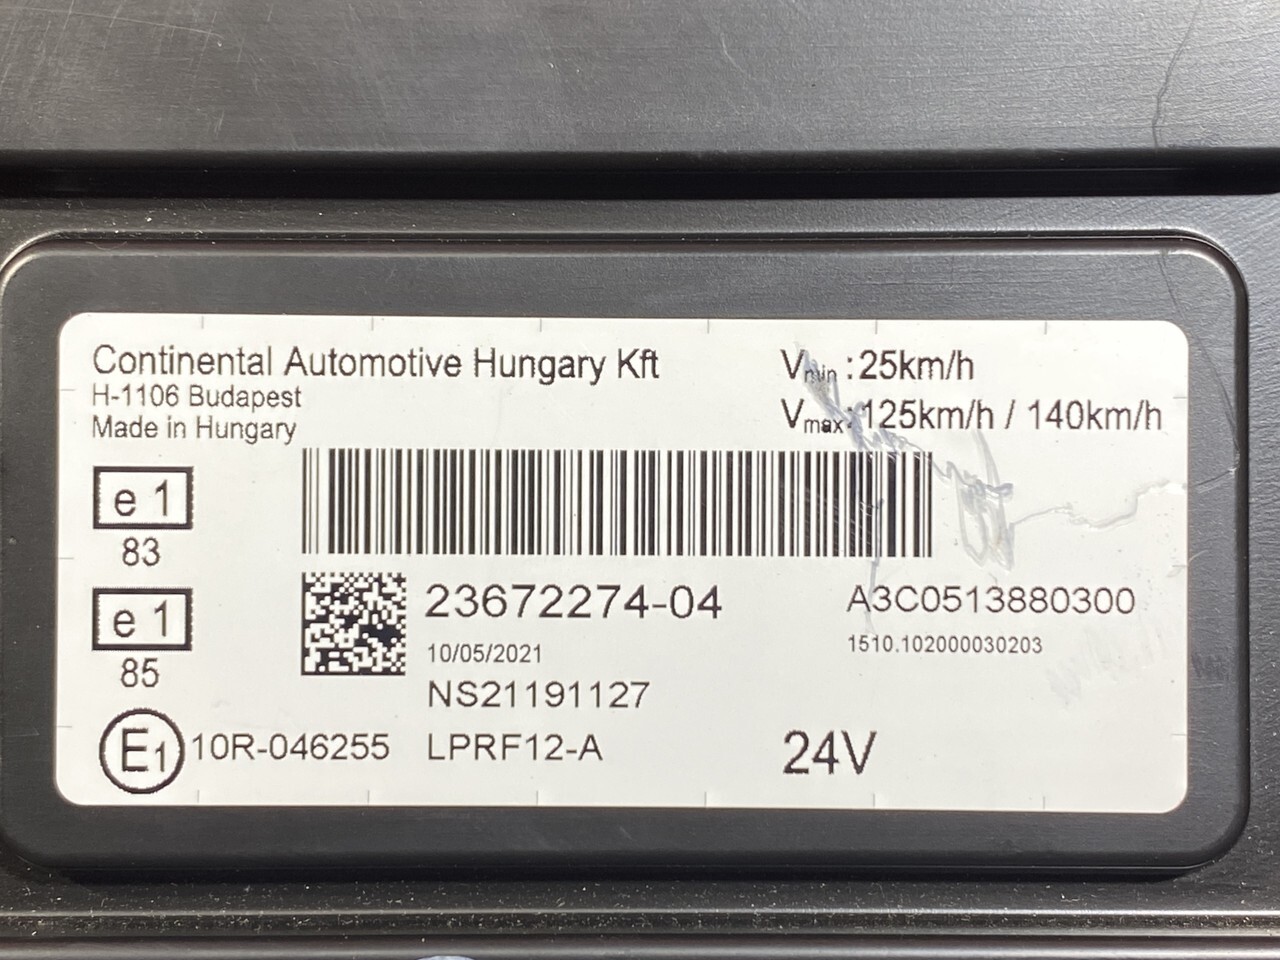 Continental Automotive Hungary Kft
H-1106 Budapest
Made in Hungary
Vmin : 25km/h
Vmax: 125km/h / 140km/h
e 1
83
e 1
85
23672274-04
A3C0513880300
10/05/2021
1510.102000030203
NS21191127
E1 10R-046255
LPRF12-A
24V